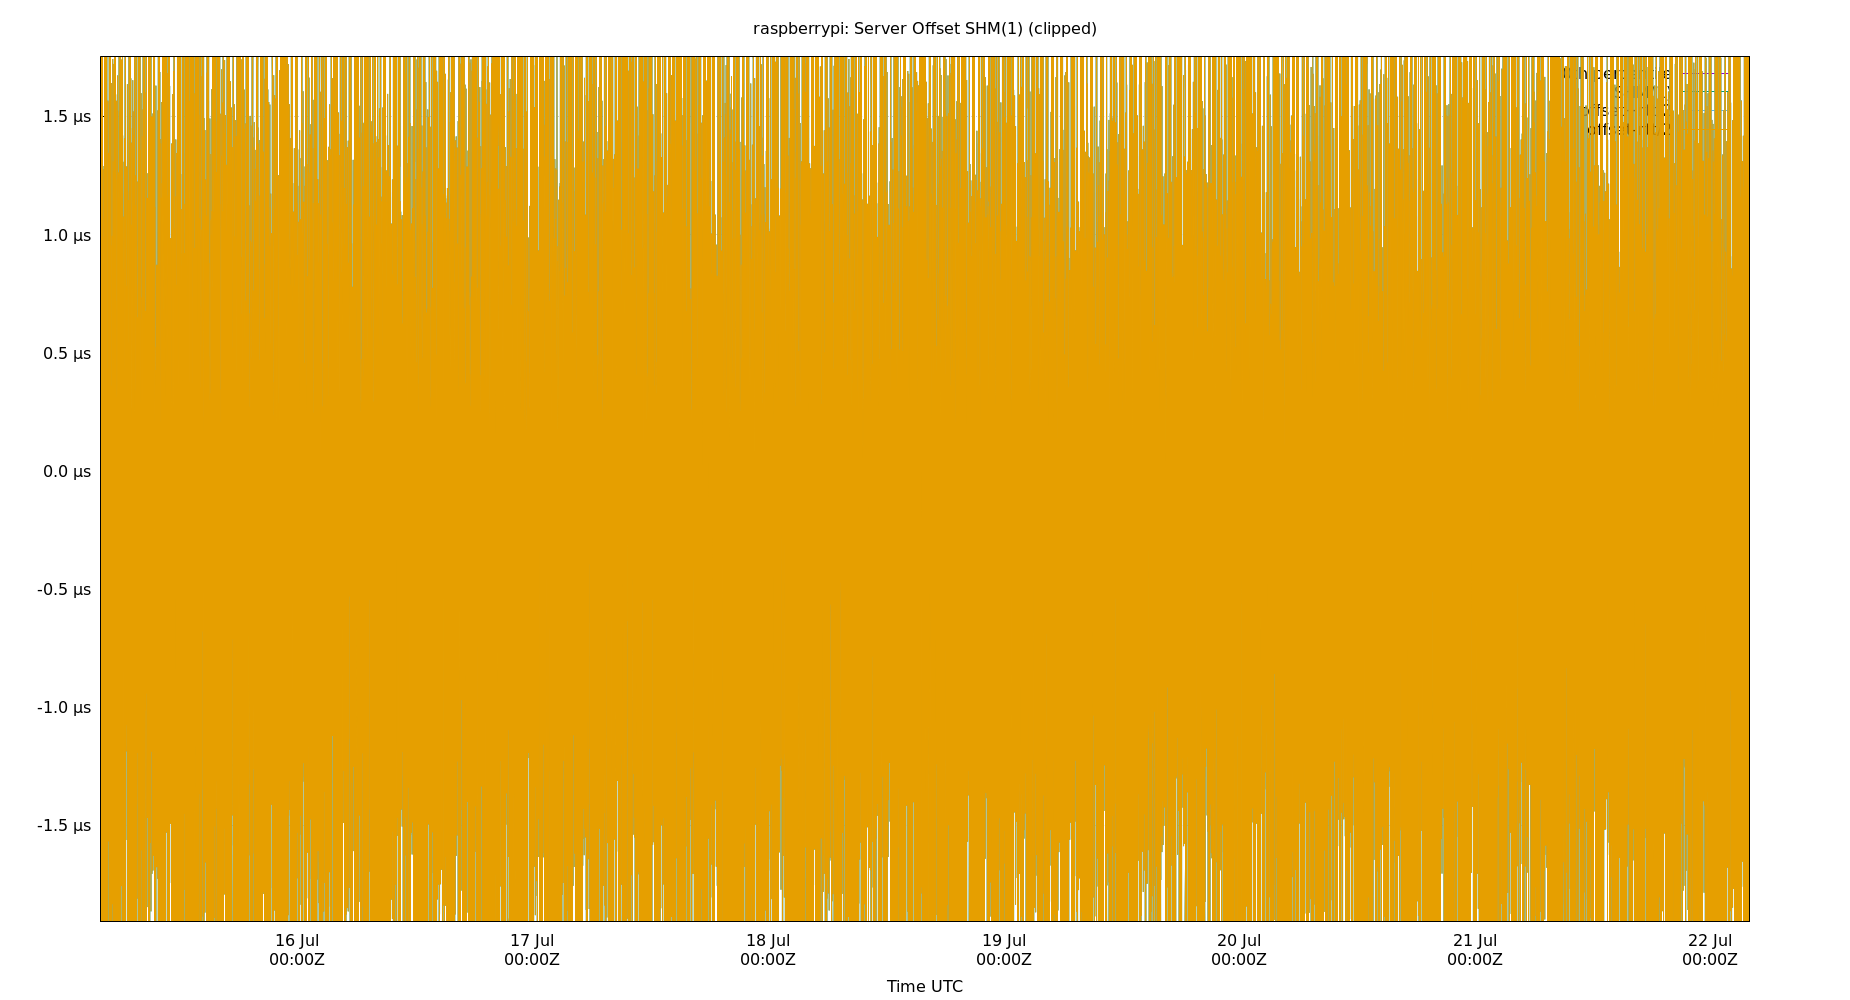 raspberrypi: Server Offset SHM(1) (clipped)
1.5 µs
1.0 µs
0.5 µs
0.0 µs
-0.5 µs
-1.0 µs
-1.5 µs
16 Jul
00:00Z
17 Jul
00:00Z
18 Jul
00:00Z
19 Jul
00:00Z
20 Jul
00:00Z
21 Jul
00:00Z
22 Jul
00:00Z
Time UTC